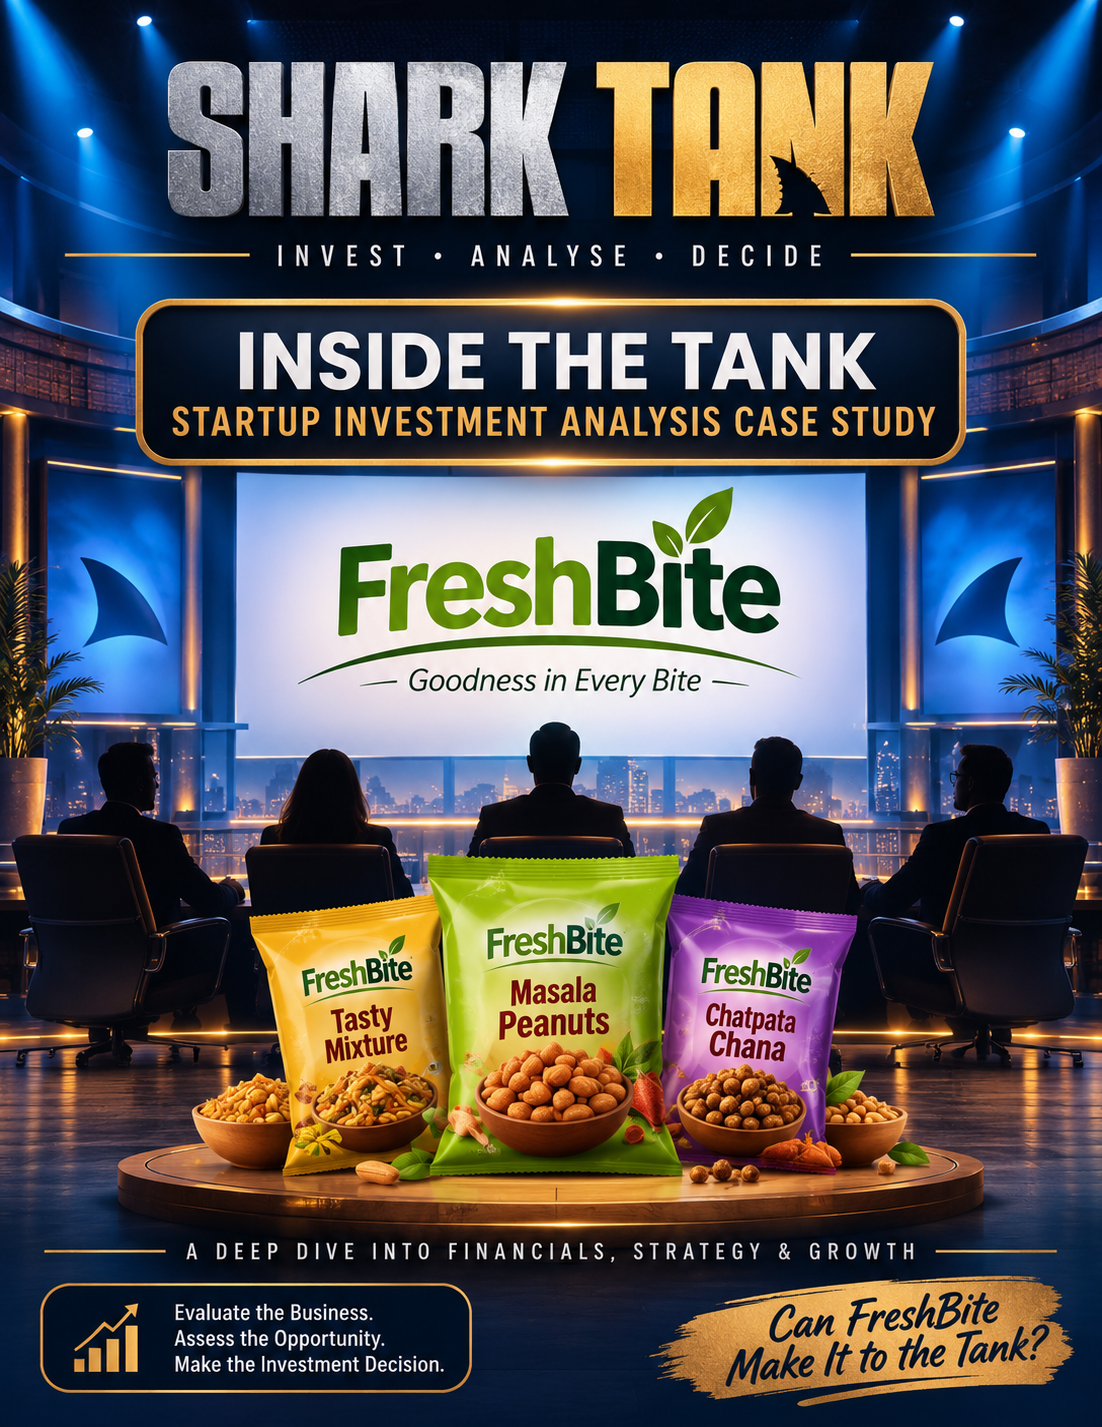 SHARK TANK
INVEST • ANALYSE • DECIDE
INSIDE THE TANK
STARTUP INVESTMENT ANALYSIS CASE STUDY
FreshBite
Goodness in Every Bite
FreshBite
Tasty
Mixture
FreshBite
Masala
Peanuts
FreshBite
Chatpata
Chana
A DEEP DIVE INTO FINANCIALS, STRATEGY & GROWTH
Evaluate the Business.
Assess the Opportunity.
Make the Investment Decision.
Can FreshBite
Make It to the Tank?